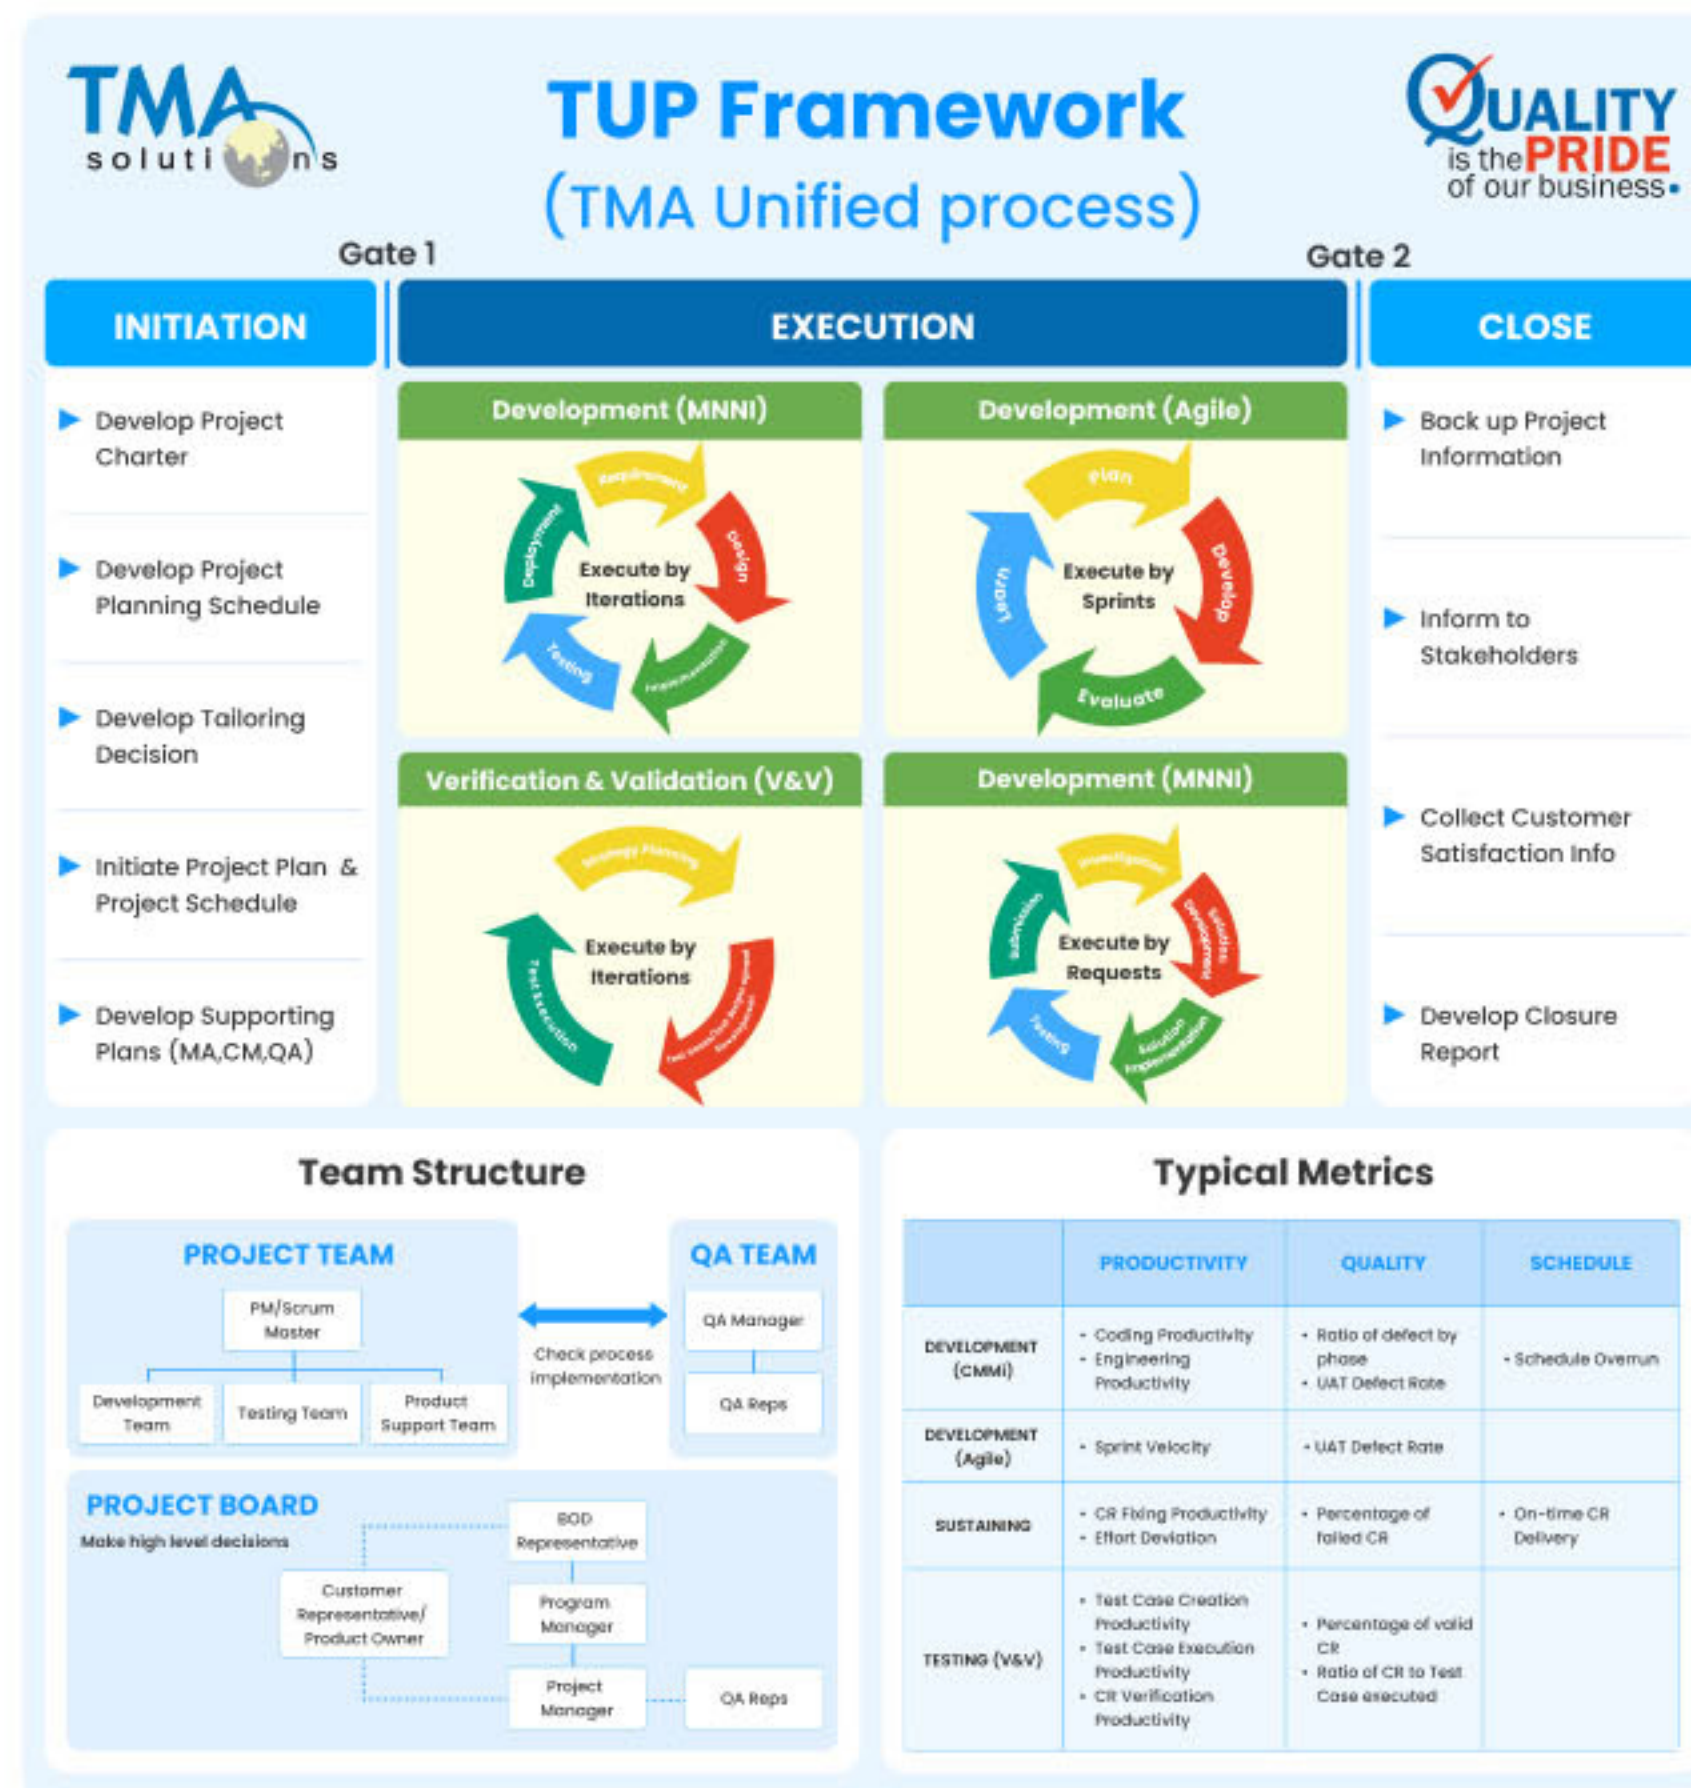 TMA
solutions
TUP Framework
(TMA Unified process)
QUALITY
is the PRIDE
of our business
Gate 1
Gate 2
INITIATION
EXECUTION
CLOSE
Develop Project
Charter
Develop Project
Planning Schedule
Develop Tailoring
Decision
Initiate Project Plan &
Project Schedule
Develop Supporting
Plans (MA,CM,QA)
Development (MNNI)
Requirement
Design
Implementation
Testing
Deployment
Execute by
Iterations
Development (Agile)
Plan
Develop
Evaluate
Learn
Execute by
Sprints
Verification & Validation (V&V)
Strategy Planning
Test Execution
Execute by
Iterations
Development (MNNI)
Investigation
Solution
Development
Solution
Implementation
Testing
Submission
Execute by
Requests
Back up Project
Information
Inform to
Stakeholders
Collect Customer
Satisfaction Info
Develop Closure
Report
Team Structure
PROJECT TEAM
PM/Scrum
Master
Development
Team
Testing Team
Product
Support Team
Check process
implementation
QA TEAM
QA Manager
QA Reps
PROJECT BOARD
Make high level decisions
BOD
Representative
Customer
Representative/
Product Owner
Program
Manager
Project
Manager
QA Reps
Typical Metrics
PRODUCTIVITY
QUALITY
SCHEDULE
DEVELOPMENT
(CMMi)
• Coding Productivity
• Engineering
Productivity
• Ratio of defect by
phase
• UAT Defect Rate
• Schedule Overrun
DEVELOPMENT
(Agile)
• Sprint Velocity
• UAT Defect Rate
SUSTAINING
• CR Fixing Productivity
• Effort Deviation
• Percentage of
failed CR
• On-time CR
Delivery
TESTING (V&V)
• Test Case Creation
Productivity
• Test Case Execution
Productivity
• CR Verification
Productivity
• Percentage of valid
CR
• Ratio of CR to Test
Case executed